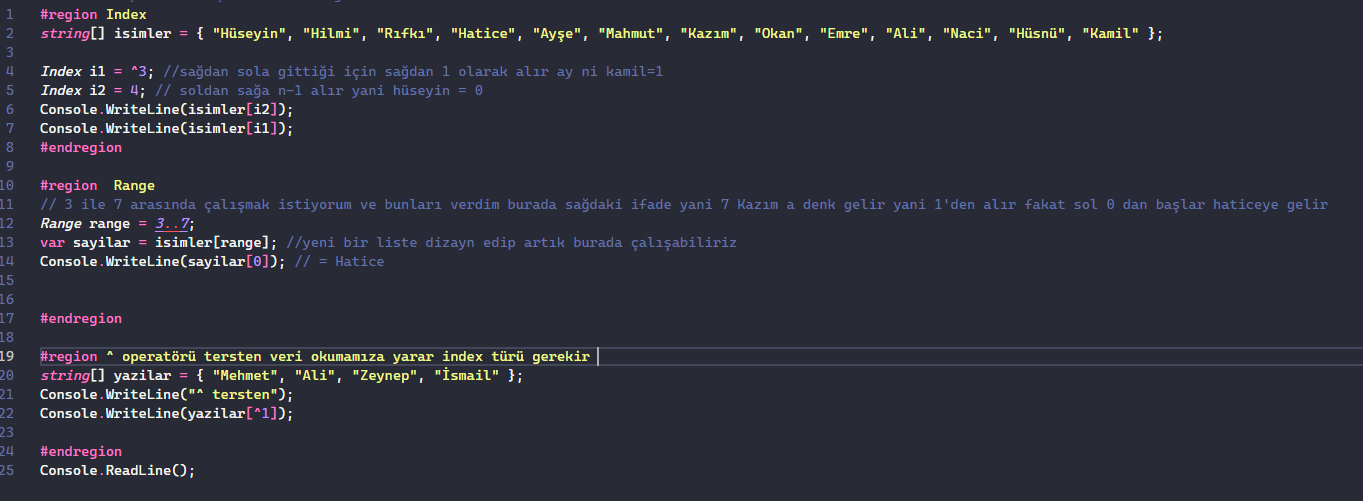 1 #region Index
2 string[] isimler = { "Hüseyin", "Hilmi", "Rıfkı", "Hatice", "Ayşe", "Mahmut", "Kazım", "Okan", "Emre", "Ali", "Naci", "Hüsnü", "Kamil" };
3
4 Index i1 = ^3; //sağdan sola gittiği için sağdan 1 olarak alır ay ni kamil=1
5 Index i2 = 4; // soldan sağa n-1 alır yani hüseyin = 0
6 Console.WriteLine(isimler[i2]);
7 Console.WriteLine(isimler[i1]);
8 #endregion
9
10 #region  Range
11 // 3 ile 7 arasında çalışmak istiyorum ve bunları verdim burada sağdaki ifade yani 7 Kazım a denk gelir yani 1'den alır fakat sol 0 dan başlar haticeye gelir
12 Range range = 3..7;
13 var sayilar = isimler[range]; //yeni bir liste dizayn edip artık burada çalışabiliriz
14 Console.WriteLine(sayilar[0]); // = Hatice
15
16
17 #endregion
18
19 #region ^ operatörü tersten veri okumamıza yarar index türü gerekir
20 string[] yazilar = { "Mehmet", "Ali", "Zeynep", "İsmail" };
21 Console.WriteLine("^ tersten");
22 Console.WriteLine(yazilar[^1]);
23
24 #endregion
25 Console.ReadLine();